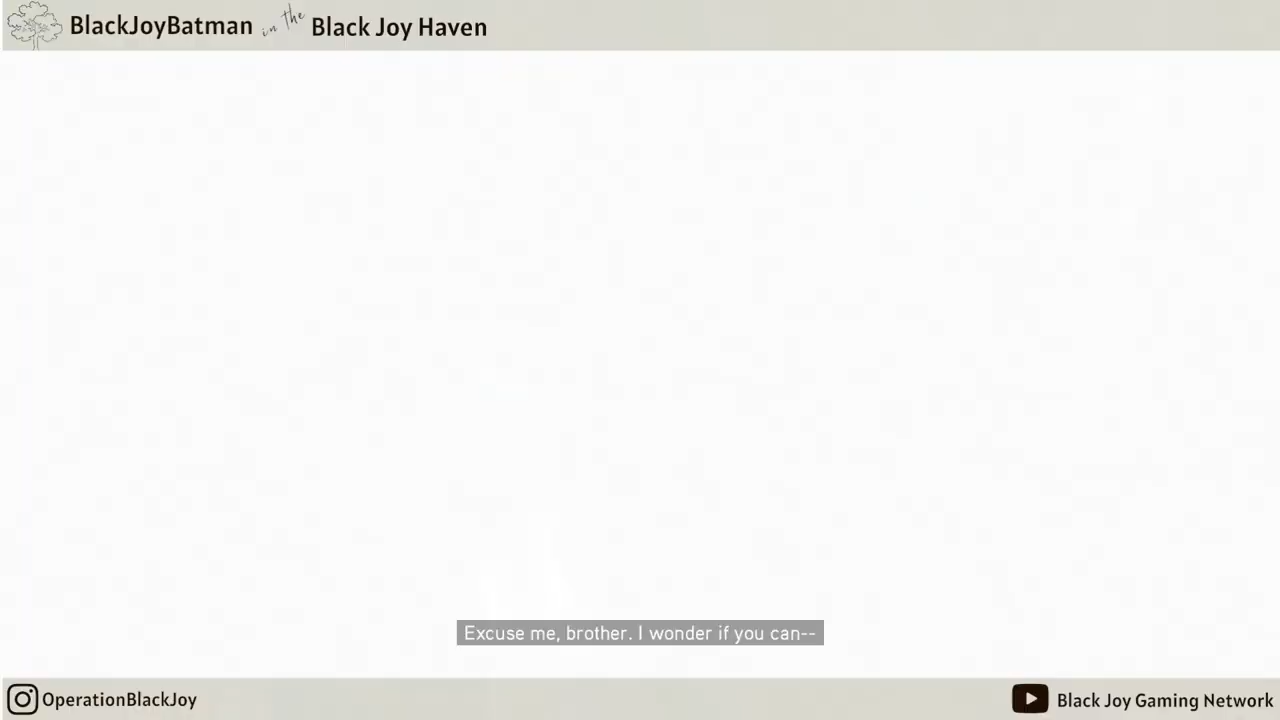 BlackJoyBatman in the Black Joy Haven
Excuse me, brother. I wonder if you can--
OperationBlackJoy
Black Joy Gaming Network